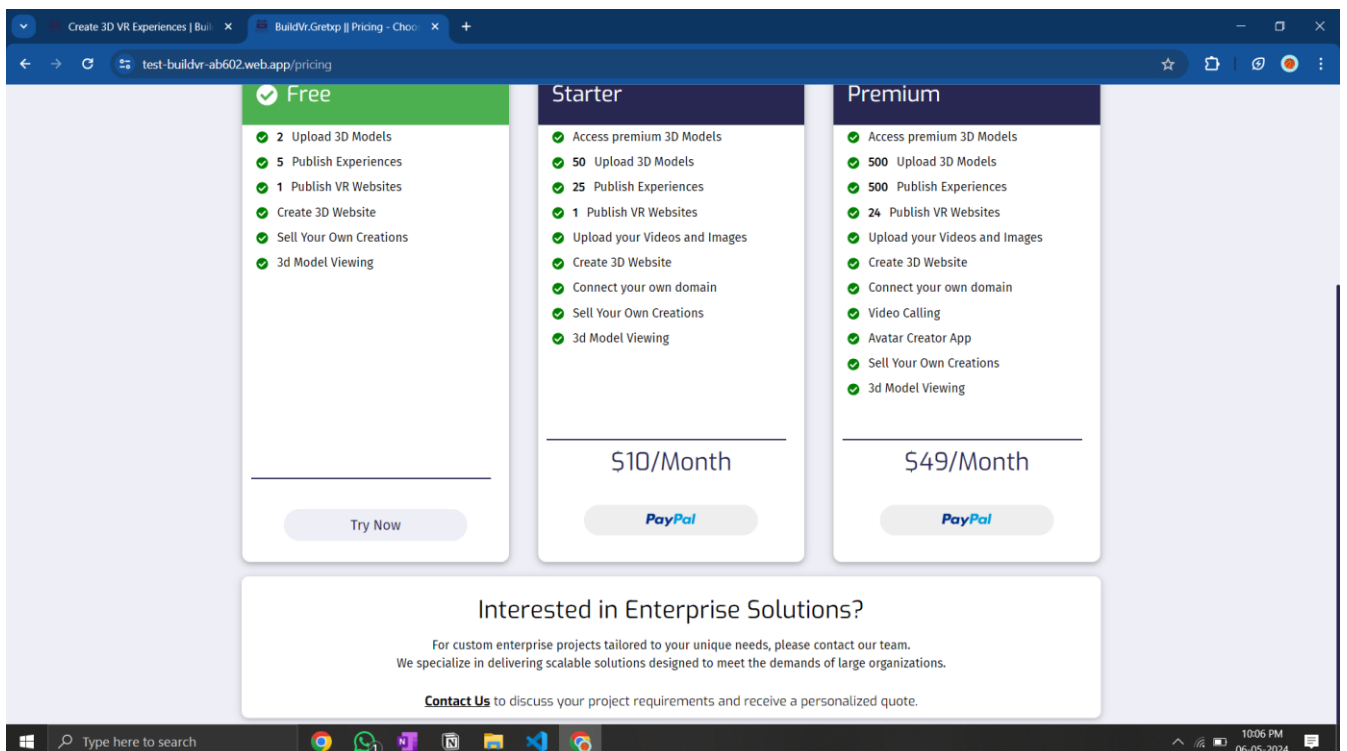 Create 3D VR Experiences | Buil
BuildVr.Gretxp || Pricing - Choo
test-buildvr-ab602.web.app/pricing
Free
2 Upload 3D Models
5 Publish Experiences
1 Publish VR Websites
Create 3D Website
Sell Your Own Creations
3d Model Viewing
Try Now
Starter
Access premium 3D Models
50 Upload 3D Models
25 Publish Experiences
1 Publish VR Websites
Upload your Videos and Images
Create 3D Website
Connect your own domain
Sell Your Own Creations
3d Model Viewing
$10/Month
PayPal
Premium
Access premium 3D Models
500 Upload 3D Models
500 Publish Experiences
24 Publish VR Websites
Upload your Videos and Images
Create 3D Website
Connect your own domain
Video Calling
Avatar Creator App
Sell Your Own Creations
3d Model Viewing
$49/Month
PayPal
Interested in Enterprise Solutions?
For custom enterprise projects tailored to your unique needs, please contact our team.
We specialize in delivering scalable solutions designed to meet the demands of large organizations.
Contact Us to discuss your project requirements and receive a personalized quote.
Type here to search
10:06 PM
06-05-2024